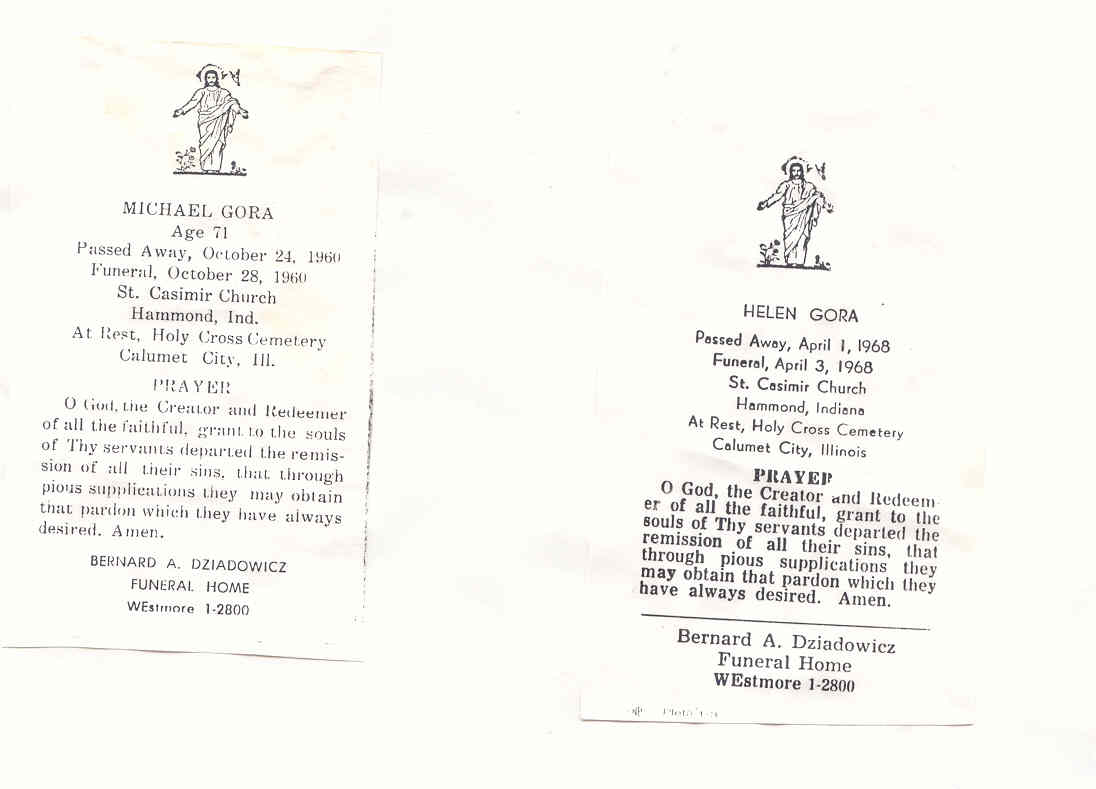 MICHAEL GORA
Age 71
Passed Away, October 24, 1960
Funeral, October 28, 1960
St. Casimir Church
Hammond, Ind.
At Rest, Holy Cross Cemetery
Calumet City, Ill.
PRAYER
O God, the Creator and Redeemer
of all the faithful, grant to the souls
of Thy servants departed the remis-
sion of all their sins, that through
pious supplications they may obtain
that pardon which they have always
desired. Amen.
BERNARD A. DZIADOWICZ
FUNERAL HOME
WEstmore 1-2800
HELEN GORA
Passed Away, April 1, 1968
Funeral, April 3, 1968
St. Casimir Church
Hammond, Indiana
At Rest, Holy Cross Cemetery
Calumet City, Illinois
PRAYER
O God, the Creator and Redeem-
er of all the faithful, grant to the
souls of Thy servants departed the
remission of all their sins, that
through pious supplications they
may obtain that pardon which they
have always desired. Amen.
Bernard A. Dziadowicz
Funeral Home
WEstmore 1-2800